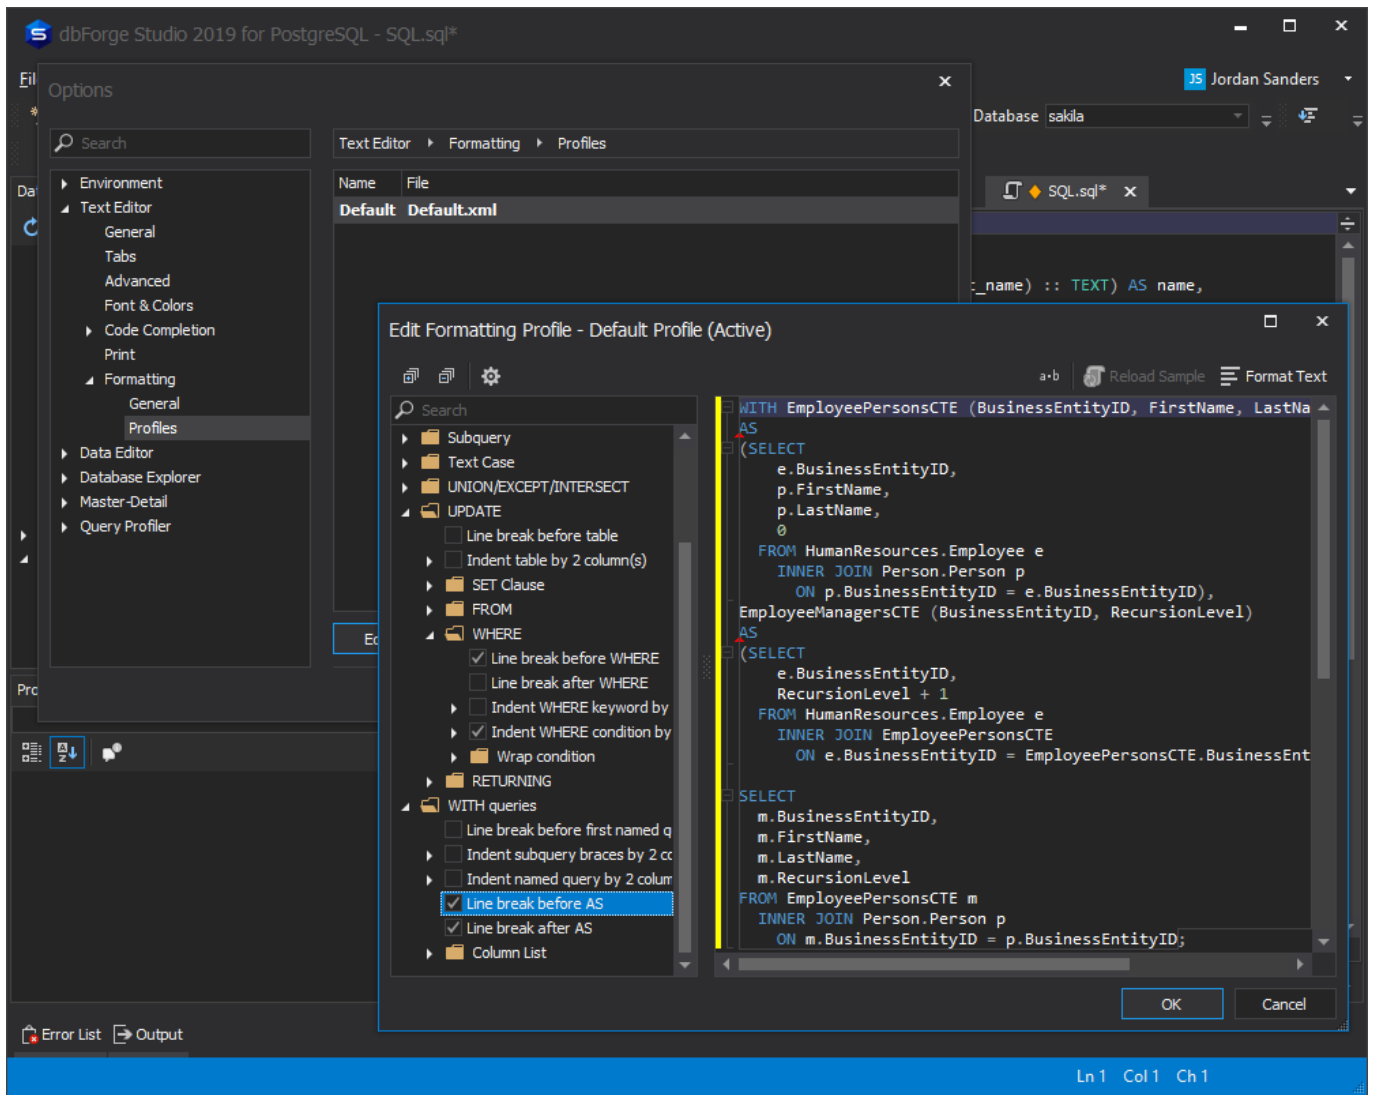 dbForge Studio 2019 for PostgreSQL - SQL.sql*
Fil
JS Jordan Sanders
Database sakila
SQL.sql*
_name) :: TEXT) AS name,
Options
Search
Environment
Text Editor
General
Tabs
Advanced
Font & Colors
Code Completion
Print
Formatting
General
Profiles
Data Editor
Database Explorer
Master-Detail
Query Profiler
Text Editor Formatting Profiles
Name File
Default Default.xml
Edit Formatting Profile - Default Profile (Active)
a•b Reload Sample Format Text
Search
Subquery
Text Case
UNION/EXCEPT/INTERSECT
UPDATE
Line break before table
Indent table by 2 column(s)
SET Clause
FROM
WHERE
Line break before WHERE
Line break after WHERE
Indent WHERE keyword by
Indent WHERE condition by
Wrap condition
RETURNING
WITH queries
Line break before first named q
Indent subquery braces by 2 co
Indent named query by 2 colum
Line break before AS
Line break after AS
Column List
WITH EmployeePersonsCTE (BusinessEntityID, FirstName, LastNa
AS
(SELECT
e.BusinessEntityID,
p.FirstName,
p.LastName,
0
FROM HumanResources.Employee e
INNER JOIN Person.Person p
ON p.BusinessEntityID = e.BusinessEntityID),
EmployeeManagersCTE (BusinessEntityID, RecursionLevel)
AS
(SELECT
e.BusinessEntityID,
RecursionLevel + 1
FROM HumanResources.Employee e
INNER JOIN EmployeePersonsCTE
ON e.BusinessEntityID = EmployeePersonsCTE.BusinessEnt
SELECT
m.BusinessEntityID,
m.FirstName,
m.LastName,
m.RecursionLevel
FROM EmployeePersonsCTE m
INNER JOIN Person.Person p
ON m.BusinessEntityID = p.BusinessEntityID;
OK Cancel
Error List Output
Ln 1 Col 1 Ch 1